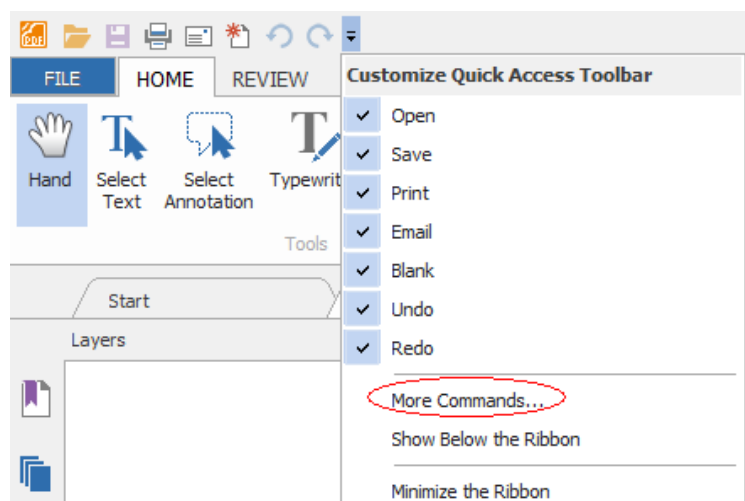 PDF
Customize Quick Access Toolbar
FILE HOME REVIEW
Open
Save
Print
Email
Blank
Undo
Redo
More Commands...
Show Below the Ribbon
Minimize the Ribbon
Hand
Select
Text
Select
Annotation
Typewrit
Tools
Start
Layers